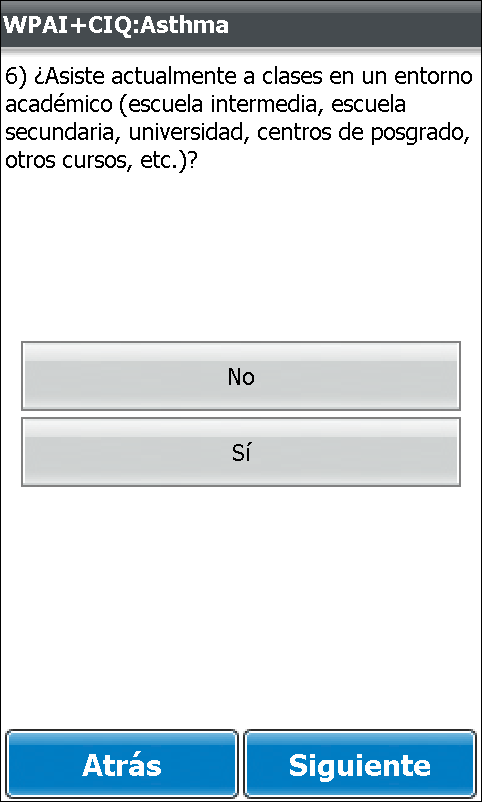 WPAI+CIQ:Asthma
6) ¿Asiste actualmente a clases en un entorno
académico (escuela intermedia, escuela
secundaria, universidad, centros de posgrado,
otros cursos, etc.)?
No
Sí
Atrás
Siguiente